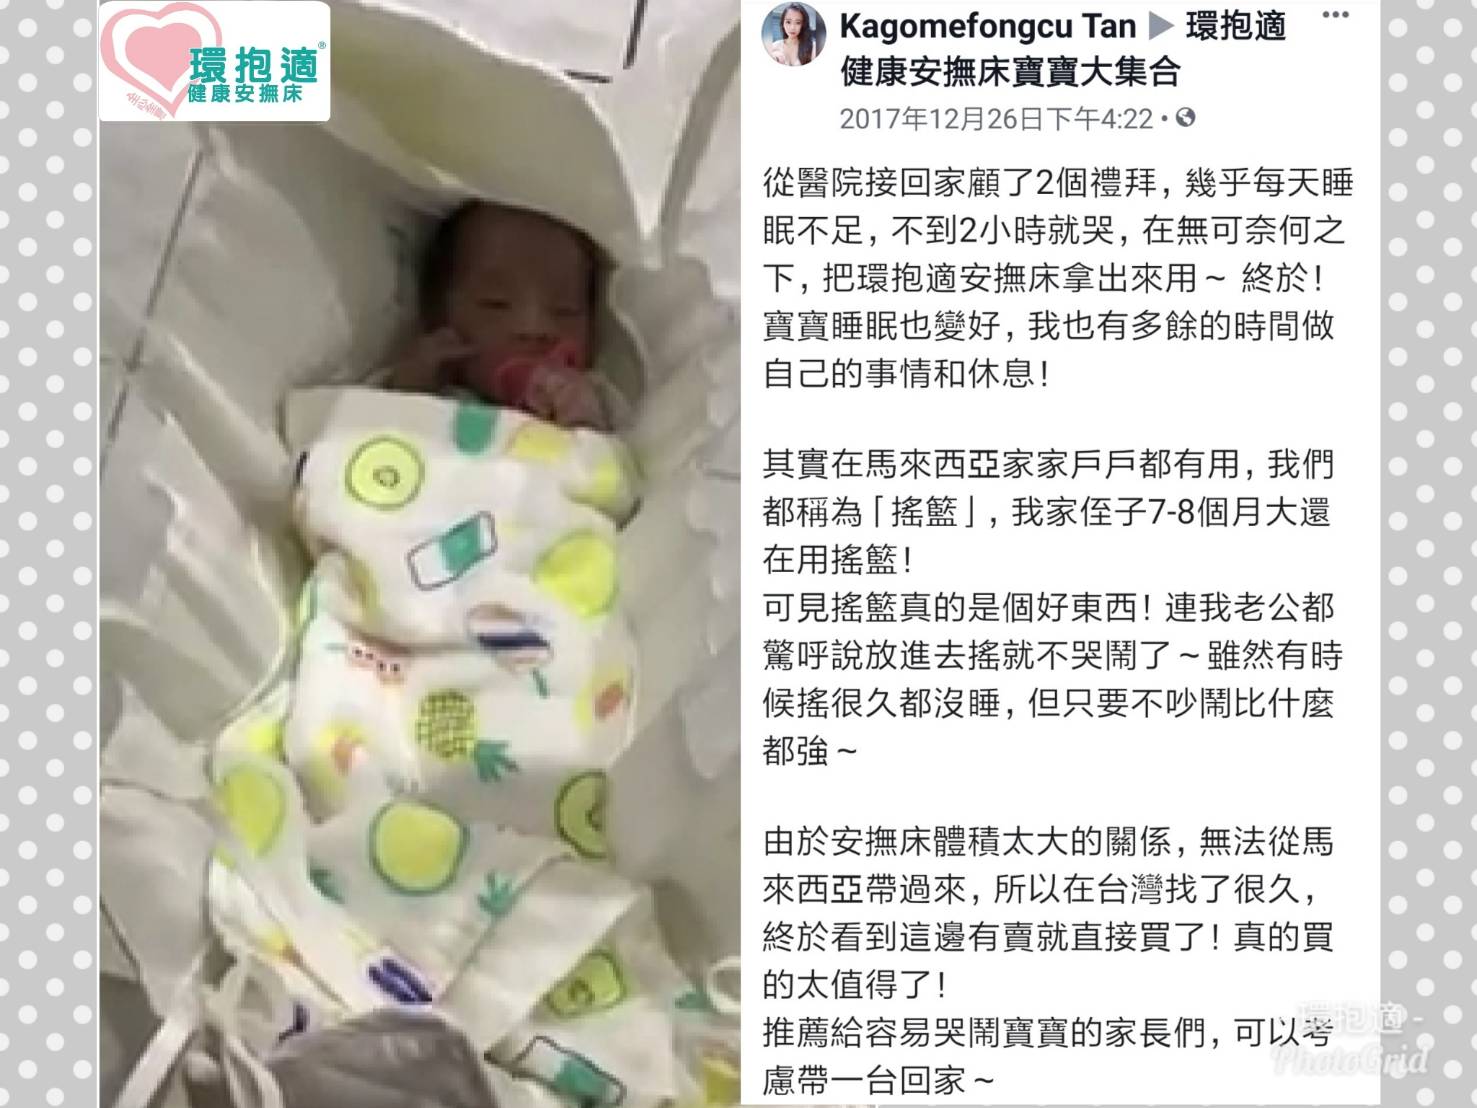 環抱適®
健康安撫床
Kagomefongcu Tan ▶ 環抱適
健康安撫床寶寶大集合
2017年12月26日下午4:22
從醫院接回家顧了2個禮拜，幾乎每天睡
眠不足，不到2小時就哭，在無可奈何之
下，把環抱適安撫床拿出來用～ 終於！
寶寶睡眠也變好，我也有多餘的時間做
自己的事情和休息！
其實在馬來西亞家家戶戶都有用，我們
都稱為「搖籃」，我家侄子7-8個月大還
在用搖籃！
可見搖籃真的是個好東西！連我老公都
驚呼說放進去搖就不哭鬧了～雖然有時
候搖很久都沒睡，但只要不吵鬧比什麼
都強～
由於安撫床體積太大的關係，無法從馬
來西亞帶過來，所以在台灣找了很久，
終於看到這邊有賣就直接買了！真的買
的太值得了！
推薦給容易哭鬧寶寶的家長們，可以考
慮帶一台回家～
- 環抱適 -
PhotoGrid